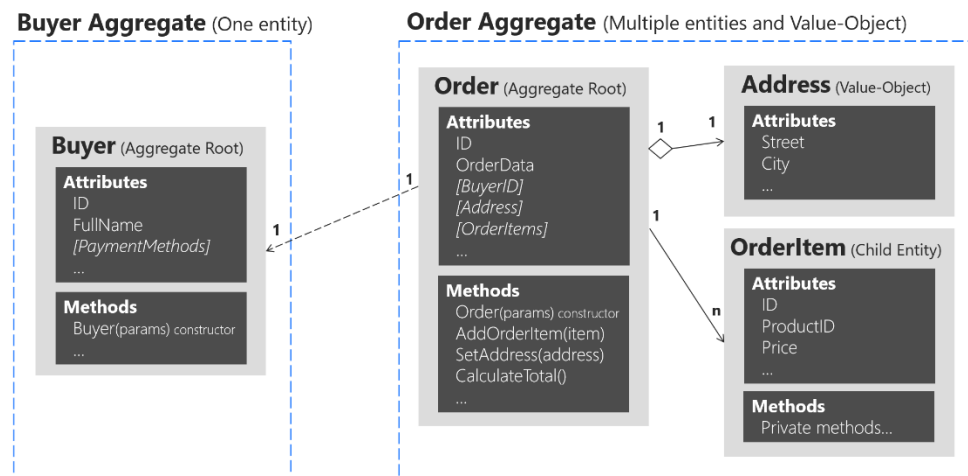 Buyer Aggregate (One entity)
Buyer (Aggregate Root)
Attributes
ID
FullName
[PaymentMethods]
...
Methods
Buyer(params) constructor
...
1
1
Order Aggregate (Multiple entities and Value-Object)
Order (Aggregate Root)
Attributes
ID
OrderData
[BuyerID]
[Address]
[OrderItems]
...
Methods
Order(params) constructor
AddOrderItem(item)
SetAddress(address)
CalculateTotal()
...
1
1
1
n
Address (Value-Object)
Attributes
Street
City
...
OrderItem (Child Entity)
Attributes
ID
ProductID
Price
...
Methods
Private methods...